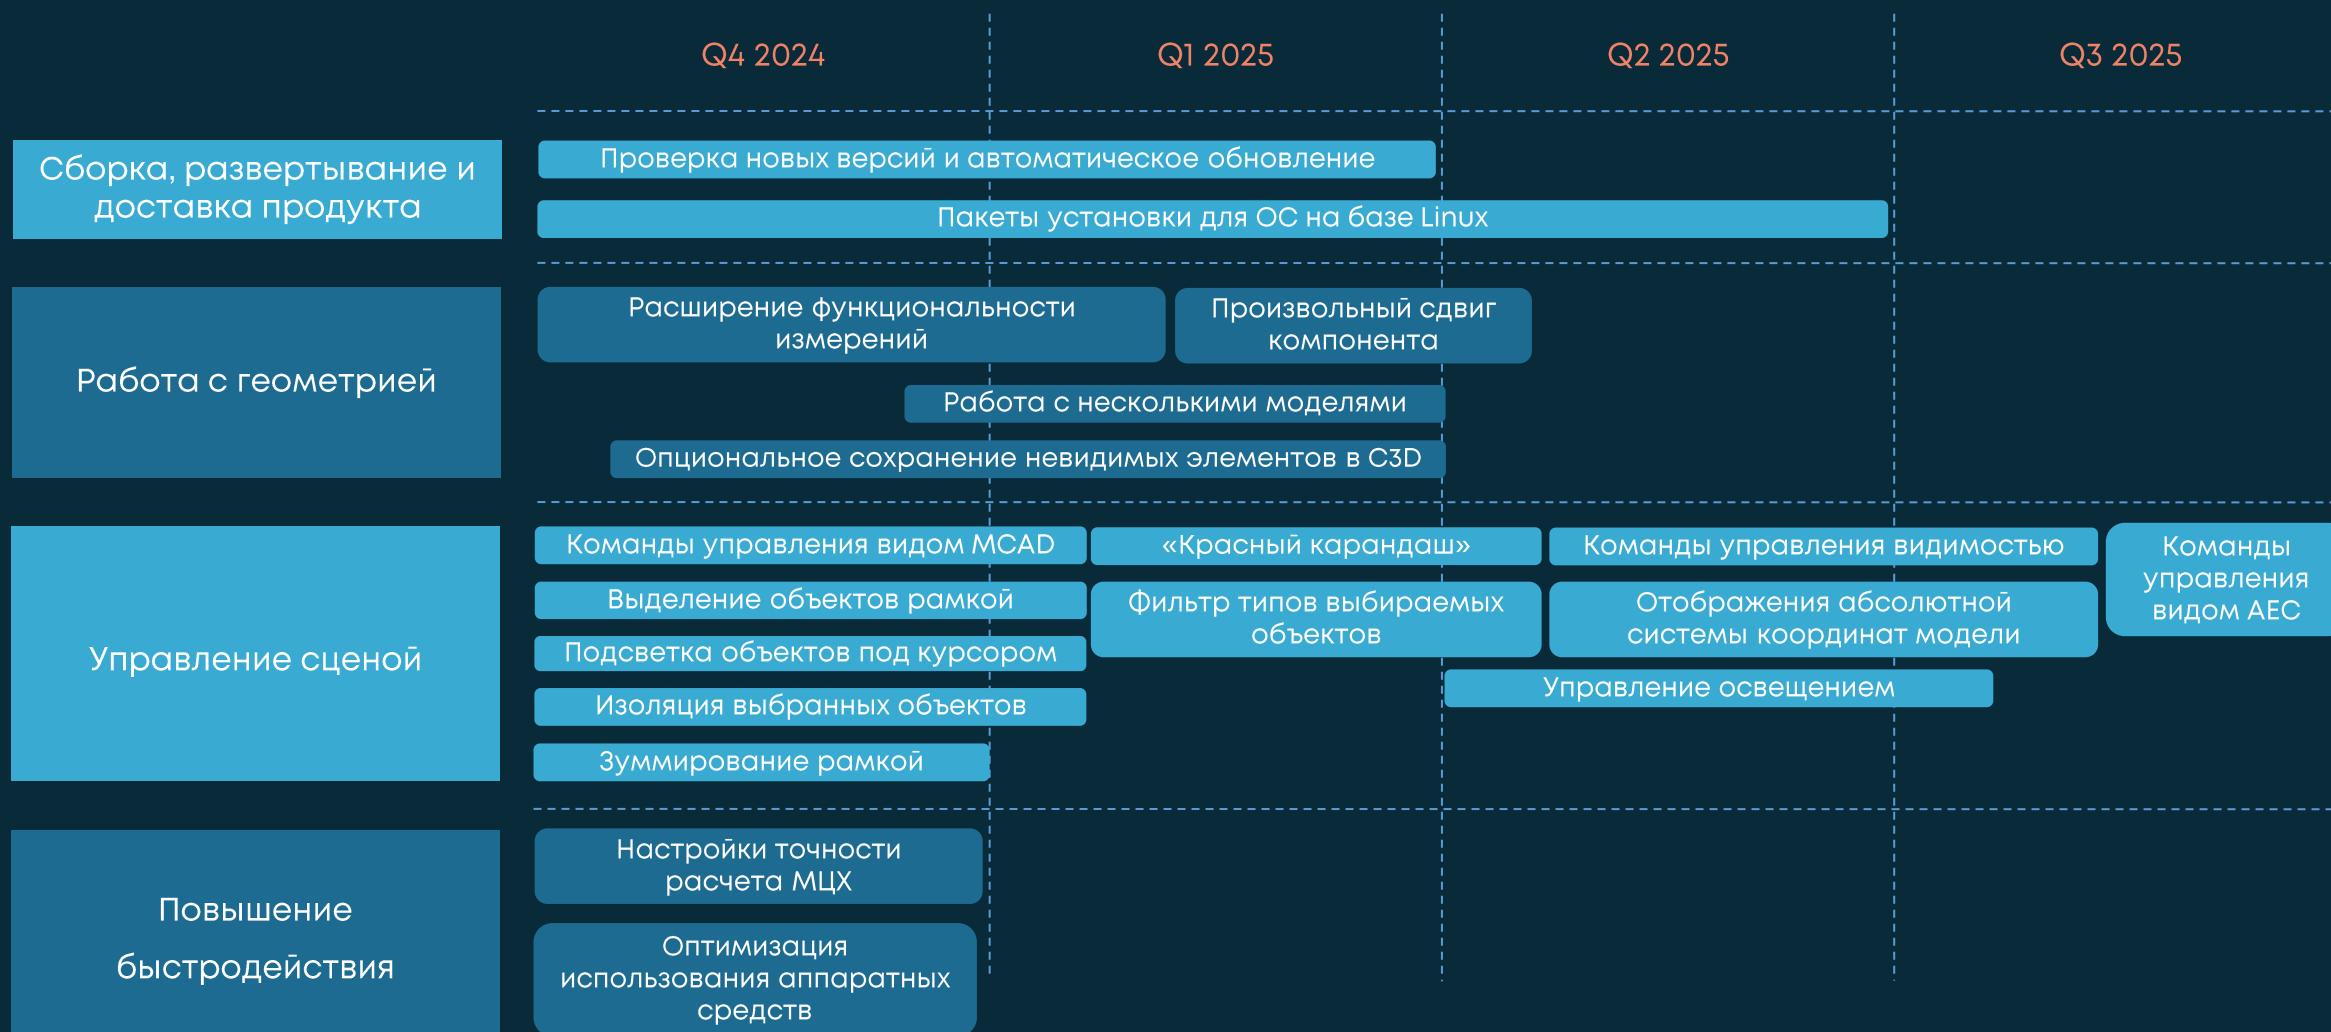 Q4 2024
Q1 2025
Q2 2025
Q3 2025
Сборка, развертывание и
доставка продукта
Проверка новых версий и автоматическое обновление
Пакеты установки для ОС на базе Linux
Работа с геометрией
Расширение функциональности
измерений
Произвольный сдвиг
компонента
Работа с несколькими моделями
Опциональное сохранение невидимых элементов в C3D
Управление сценой
Команды управления видом MCAD
«Красный карандаш»
Команды управления видимостью
Команды
управления
видом AEC
Выделение объектов рамкой
Фильтр типов выбираемых
объектов
Отображения абсолютной
системы координат модели
Подсветка объектов под курсором
Управление освещением
Изоляция выбранных объектов
Зуммирование рамкой
Повышение
быстродействия
Настройки точности
расчета МЦХ
Оптимизация
использования аппаратных
средств